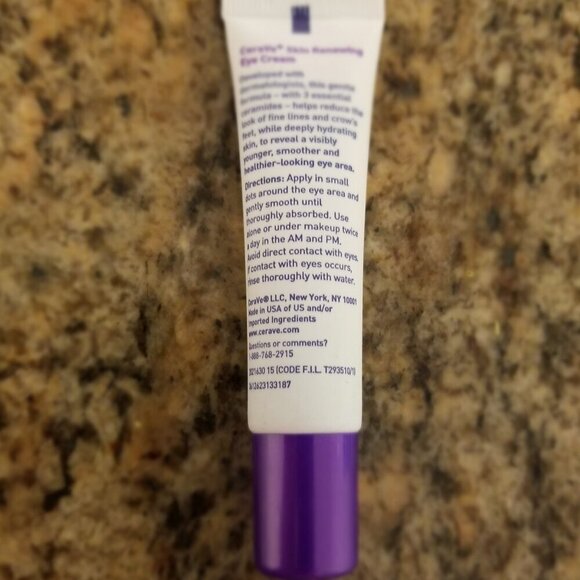 CeraVe® Skin Renewing
Eye Cream
Developed with
dermatologists, this gentle
formula – with 3 essential
ceramides – helps reduce the
look of fine lines and crow's
feet, while deeply hydrating
skin, to reveal a visibly
younger, smoother and
healthier-looking eye area.
Directions: Apply in small
dots around the eye area and
gently smooth until
thoroughly absorbed. Use
alone or under makeup twice
a day in the AM and PM.
Avoid direct contact with eyes.
If contact with eyes occurs,
rinse thoroughly with water.
CeraVe® LLC, New York, NY 10001
Made in USA of US and/or
imported Ingredients
www.cerave.com
Questions or comments?
1-888-768-2915
15 (CODE F.I.L. T293510/1)